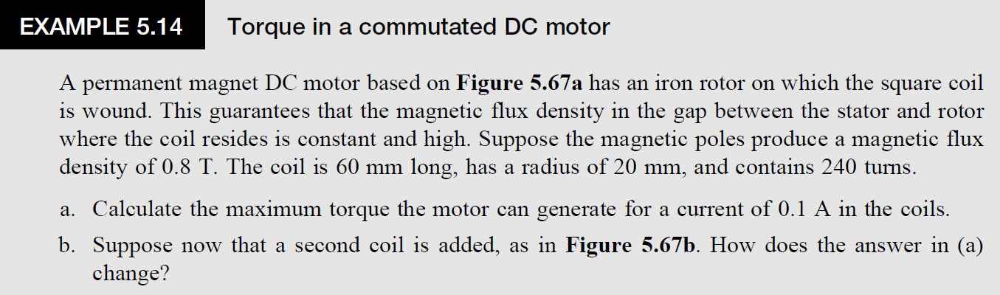 EXAMPLE 5.14 Torque in a commutated DC motor
A permanent magnet DC motor based on Figure 5.67a has an iron rotor on which the square coil
is wound. This guarantees that the magnetic flux density in the gap between the stator and rotor
where the coil resides is constant and high. Suppose the magnetic poles produce a magnetic flux
density of 0.8 T. The coil is 60 mm long, has a radius of 20 mm, and contains 240 turns.
a. Calculate the maximum torque the motor can generate for a current of 0.1 A in the coils.
b. Suppose now that a second coil is added, as in Figure 5.67b. How does the answer in (a)
change?